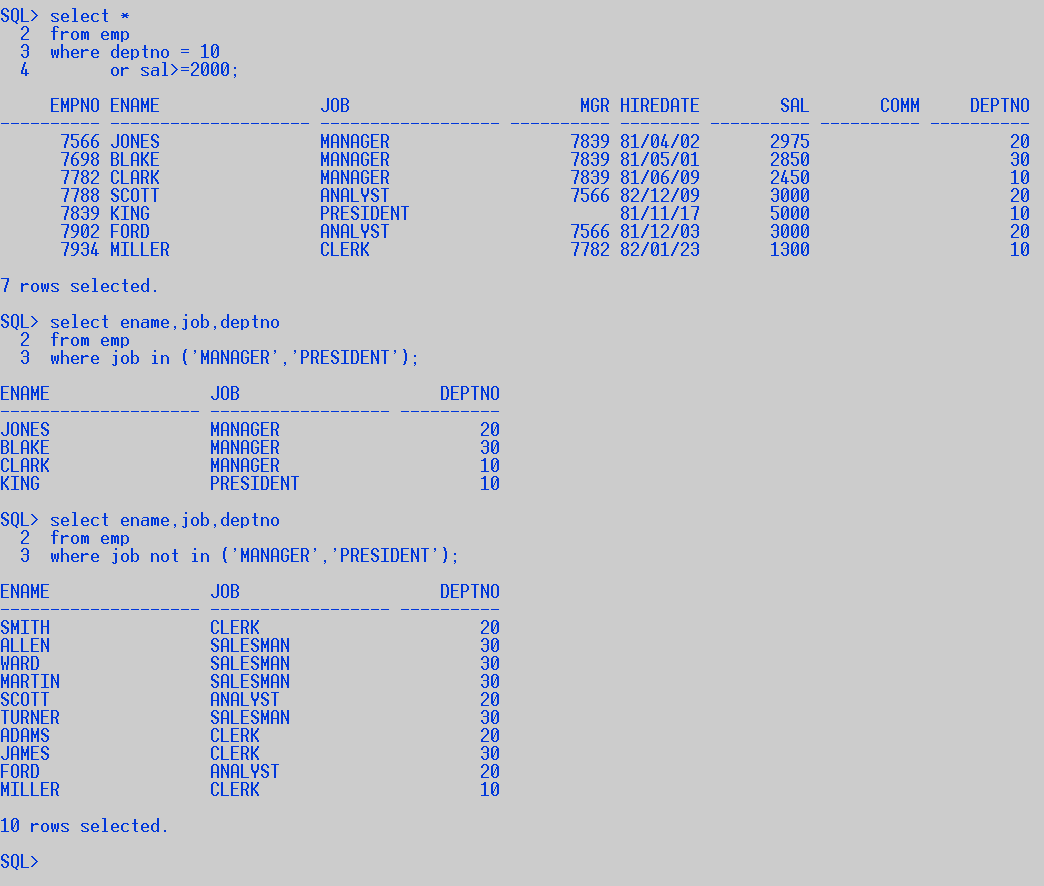 SQL> select *
  2  from emp
  3  where deptno = 10
  4        or sal>=2000;
     EMPNO ENAME                JOB                       MGR HIREDATE        SAL       COMM     DEPTNO
---------- -------------------- ------------------ ---------- -------- ---------- ---------- ----------
      7566 JONES                MANAGER                  7839 81/04/02       2975                    20
      7698 BLAKE                MANAGER                  7839 81/05/01       2850                    30
      7782 CLARK                MANAGER                  7839 81/06/09       2450                    10
      7788 SCOTT                ANALYST                  7566 82/12/09       3000                    20
      7839 KING                 PRESIDENT                     81/11/17       5000                    10
      7902 FORD                 ANALYST                  7566 81/12/03       3000                    20
      7934 MILLER               CLERK                    7782 82/01/23       1300                    10
7 rows selected.
SQL> select ename,job,deptno
  2  from emp
  3  where job in ('MANAGER','PRESIDENT');
ENAME                JOB                    DEPTNO
-------------------- ------------------ ----------
JONES                MANAGER                    20
BLAKE                MANAGER                    30
CLARK                MANAGER                    10
KING                 PRESIDENT                  10
SQL> select ename,job,deptno
  2  from emp
  3  where job not in ('MANAGER','PRESIDENT');
ENAME                JOB                    DEPTNO
-------------------- ------------------ ----------
SMITH                CLERK                      20
ALLEN                SALESMAN                   30
WARD                 SALESMAN                   30
MARTIN               SALESMAN                   30
SCOTT                ANALYST                    20
TURNER               SALESMAN                   30
ADAMS                CLERK                      20
JAMES                CLERK                      30
FORD                 ANALYST                    20
MILLER               CLERK                      10
10 rows selected.
SQL>